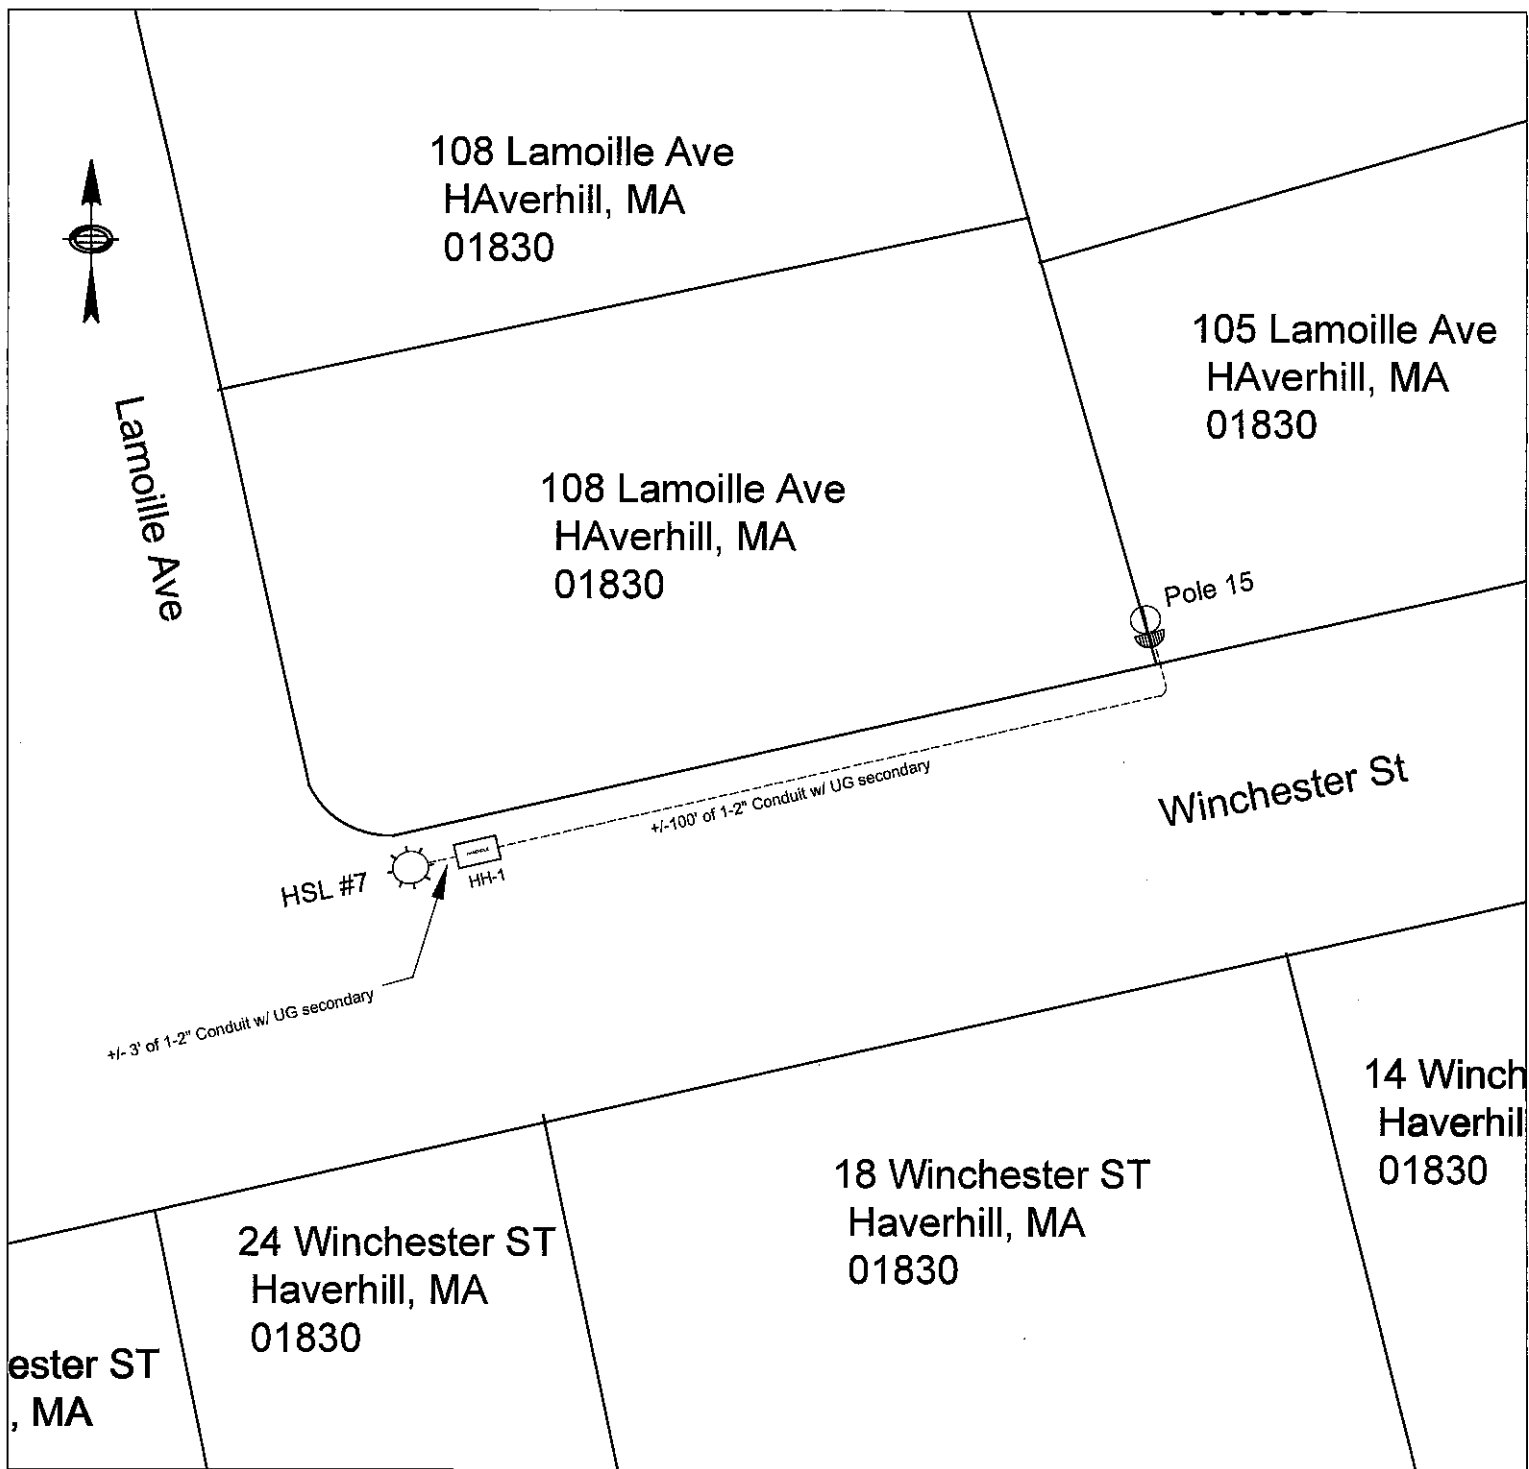 108 Lamoille Ave
HAverhill, MA
01830
105 Lamoille Ave
HAverhill, MA
01830
Lamoille Ave
108 Lamoille Ave
HAverhill, MA
01830
Pole 15
+/-100' of 1-2" Conduit w/ UG secondary
Winchester St
HSL #7
HH-1
+/- 3' of 1-2" Conduit w/ UG secondary
14 Winch
Haverhil
01830
18 Winchester ST
Haverhill, MA
01830
24 Winchester ST
Haverhill, MA
01830
ester ST
, MA